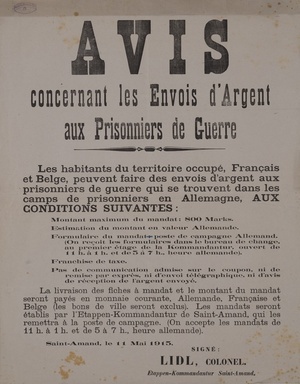 AVIS
concernant les Envois d'Argent
aux Prisonniers de Guerre
Les habitants du territoire occupé, Français
et Belge, peuvent faire des envois d'argent aux
prisonniers de guerre qui se trouvent dans les
camps de prisonniers en Allemagne, AUX
CONDITIONS SUIVANTES :
Montant maximum du mandat: 800 Marks.
Estimation du montant en valeur Allemande.
Formulaire du mandats-poste de campagne Allemand.
(On reçoit les formulaires dans le bureau de change,
au premier étage de la Kommandantur, ouvert de
11 h. à 1 h. et de 5 à 7 h., heure allemande).
Franchise de taxe.
Pas de communication admise sur le coupon, ni de
remise par exprès, ni d'envoi télégraphique, ni d'avis
de réception de l'argent envoyé.
La livraison des fiches à mandat et le montant du mandat
seront payés en monnaie courante, Allemande, Française et
Belge (les bons de ville seront exclus). Les mandats seront
établis par l'Etappen-Kommandantur de Saint-Amand, qui les
remettra à la poste de campagne. (On accepte les mandats de
11 h. à 1 h. et de 5 à 7 h., heure allemande).
Saint-Amand, le 11 Mai 1915.
SIGNÉ :
LIDL, COLONEL.
Etappen-Kommandantur Saint-Amand.